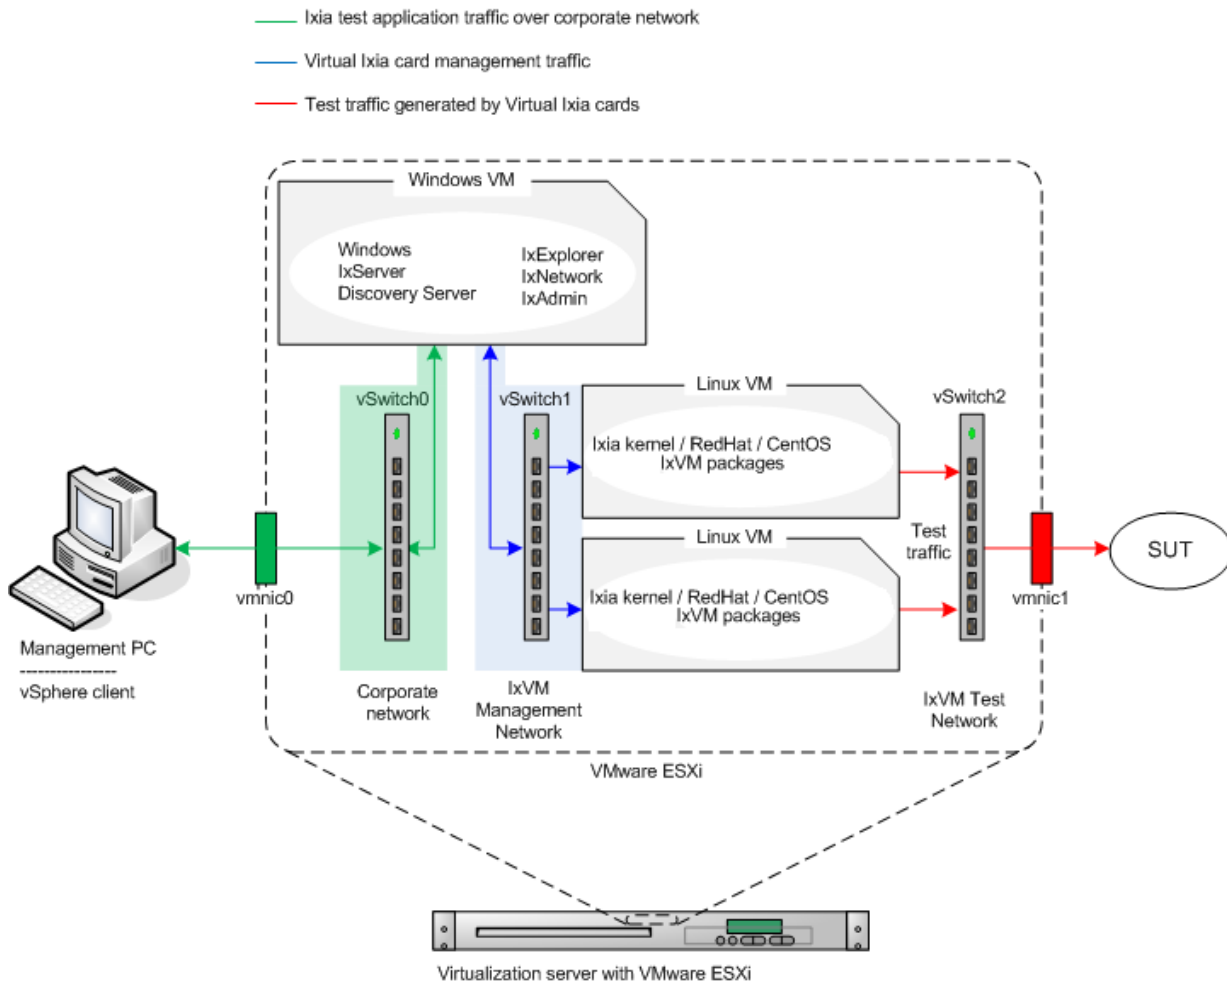 Ixia test application traffic over corporate network
Virtual Ixia card management traffic
Test traffic generated by Virtual Ixia cards
Windows VM
Windows
IxServer
Discovery Server
IxExplorer
IxNetwork
IxAdmin
vSwitch0
vSwitch1
Linux VM
vSwitch2
Ixia kernel / RedHat / CentOS
IxVM packages
Test
traffic
Linux VM
Ixia kernel / RedHat / CentOS
IxVM packages
SUT
vmnic0
vmnic1
Management PC
-----------------
vSphere client
Corporate
network
IxVM
Management
Network
IxVM Test
Network
VMware ESXi
Virtualization server with VMware ESXi